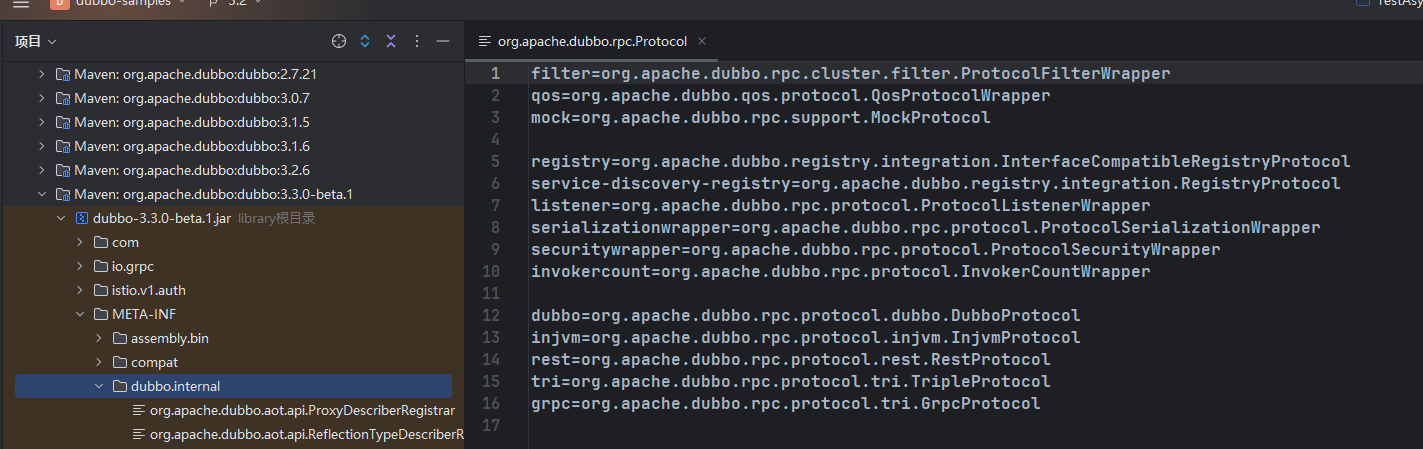 dubbo-samples
3.2
TestAsy
项目
Maven: org.apache.dubbo:dubbo:2.7.21
Maven: org.apache.dubbo:dubbo:3.0.7
Maven: org.apache.dubbo:dubbo:3.1.5
Maven: org.apache.dubbo:dubbo:3.1.6
Maven: org.apache.dubbo:dubbo:3.2.6
Maven: org.apache.dubbo:dubbo:3.3.0-beta.1
dubbo-3.3.0-beta.1.jar library根目录
com
io.grpc
istio.v1.auth
META-INF
assembly.bin
compat
dubbo.internal
org.apache.dubbo.aot.api.ProxyDescriberRegistrar
org.apache.dubbo.aot.api.ReflectionTypeDescriberR
org.apache.dubbo.rpc.Protocol
1 filter=org.apache.dubbo.rpc.cluster.filter.ProtocolFilterWrapper
2 qos=org.apache.dubbo.qos.protocol.QosProtocolWrapper
3 mock=org.apache.dubbo.rpc.support.MockProtocol
4
5 registry=org.apache.dubbo.registry.integration.InterfaceCompatibleRegistryProtocol
6 service-discovery-registry=org.apache.dubbo.registry.integration.RegistryProtocol
7 listener=org.apache.dubbo.rpc.protocol.ProtocolListenerWrapper
8 serializationwrapper=org.apache.dubbo.rpc.protocol.ProtocolSerializationWrapper
9 securitywrapper=org.apache.dubbo.rpc.protocol.ProtocolSecurityWrapper
10 invokercount=org.apache.dubbo.rpc.protocol.InvokerCountWrapper
11
12 dubbo=org.apache.dubbo.rpc.protocol.dubbo.DubboProtocol
13 injvm=org.apache.dubbo.rpc.protocol.injvm.InjvmProtocol
14 rest=org.apache.dubbo.rpc.protocol.rest.RestProtocol
15 tri=org.apache.dubbo.rpc.protocol.tri.TripleProtocol
16 grpc=org.apache.dubbo.rpc.protocol.tri.GrpcProtocol
17